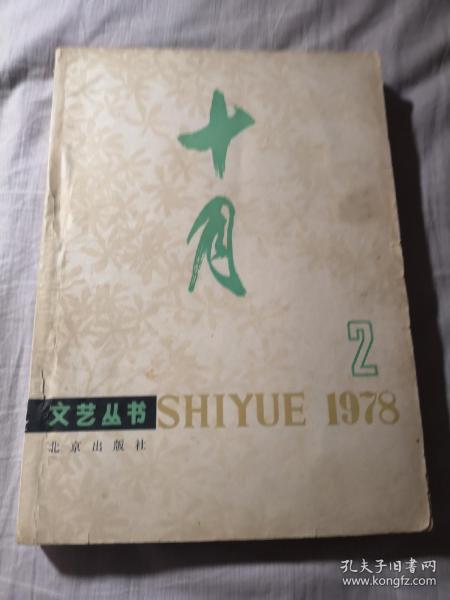 十月
2
文艺丛书 SHIYUE 1978
北京出版社
孔夫子旧书网
www.kongfz.com